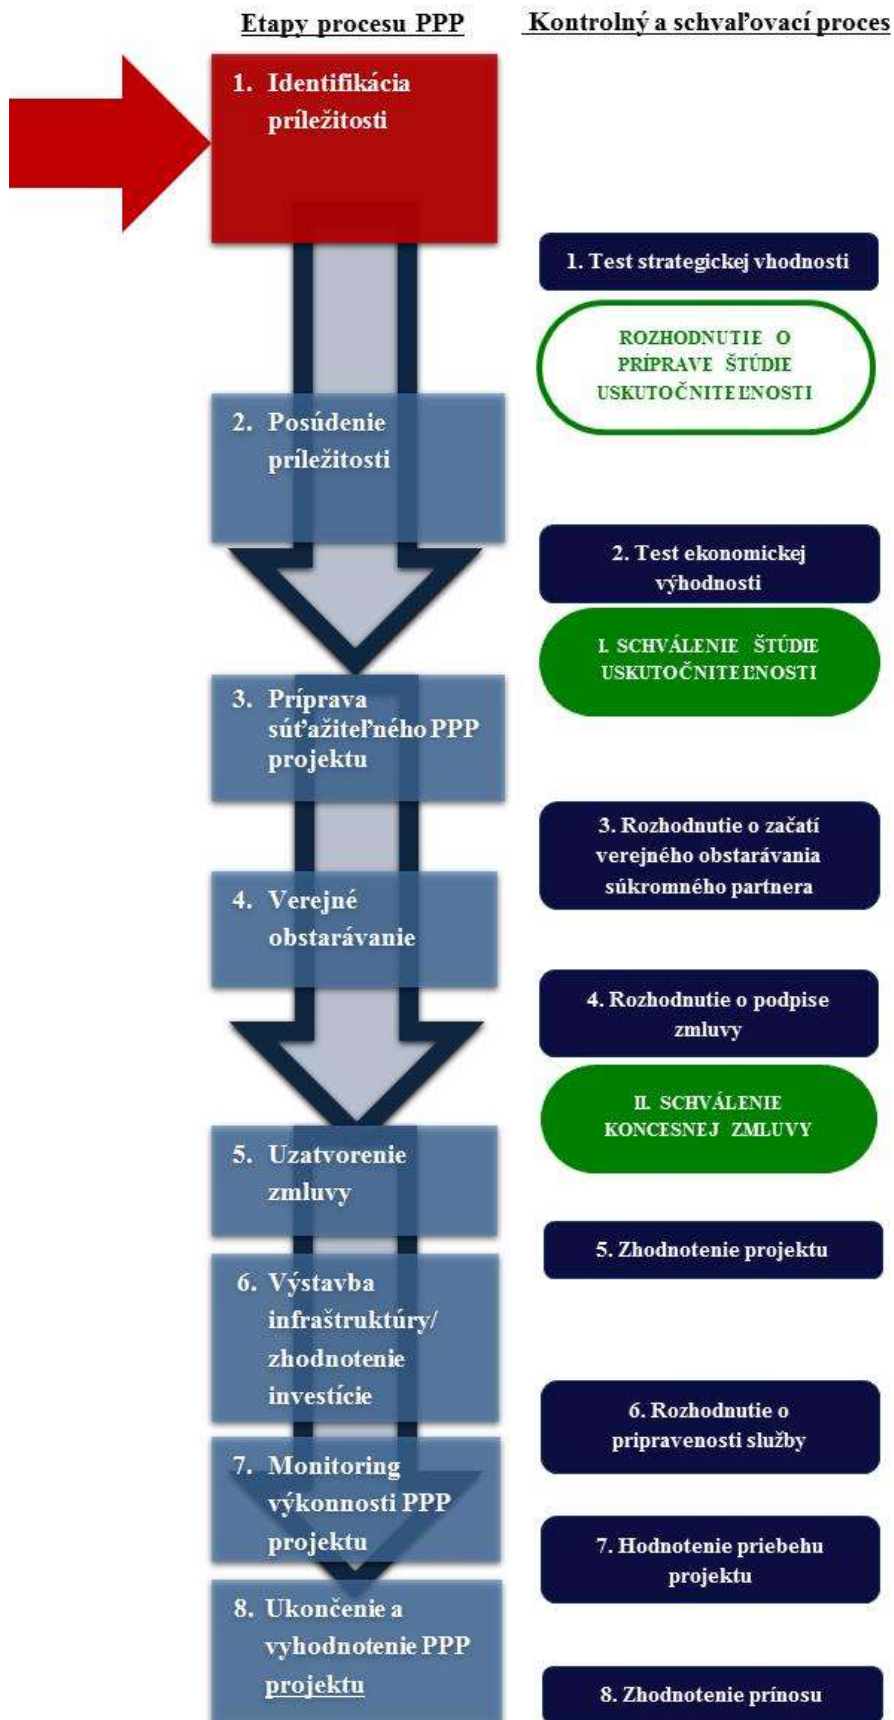 Etapy procesu PPP
Kontrolný a schvaľovací proces
1. Identifikácia
príležitosti
1. Test strategickej vhodnosti
ROZHODNUTIE O
PRÍPRAVE ŠTÚDIE
USKUTOČNITEĽNOSTI
2. Posúdenie
príležitosti
2. Test ekonomickej
výhodnosti
I. SCHVÁLENIE ŠTÚDIE
USKUTOČNITEĽNOSTI
3. Príprava
súťažiteľného PPP
projektu
3. Rozhodnutie o začatí
verejného obstarávania
súkromného partnera
4. Verejné
obstarávanie
4. Rozhodnutie o podpise
zmluvy
II. SCHVÁLENIE
KONCESNEJ ZMLUVY
5. Uzatvorenie
zmluvy
5. Zhodnotenie projektu
6. Výstavba
infraštruktúry/
zhodnotenie
investície
6. Rozhodnutie o
pripravenosti služby
7. Monitoring
výkonnosti PPP
projektu
7. Hodnotenie priebehu
projektu
8. Ukončenie a
vyhodnotenie PPP
projektu
8. Zhodnotenie prínosu